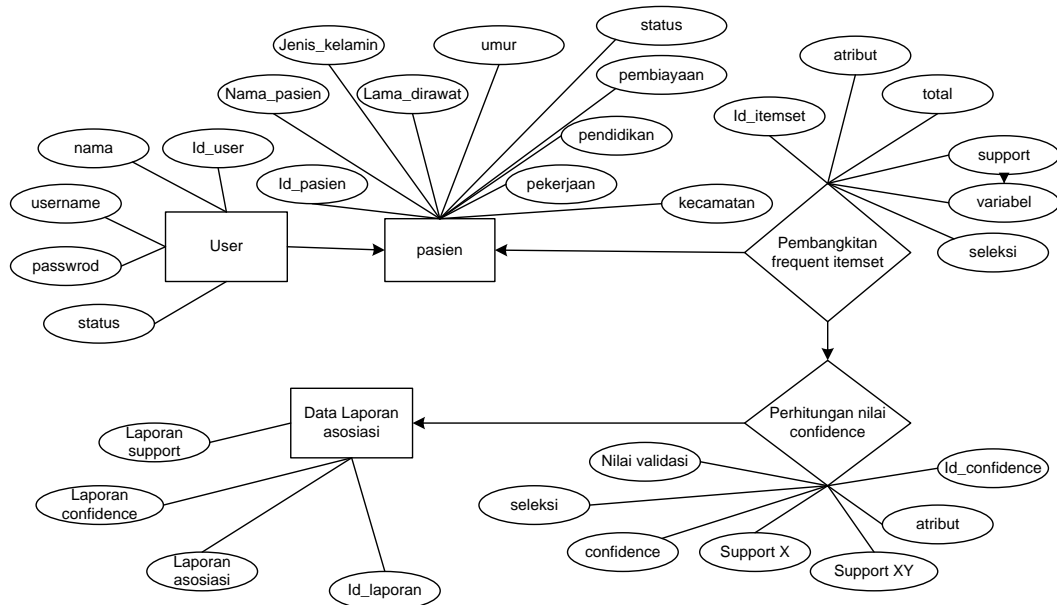 status
Jenis_kelamin
umur
atribut
pembiayaan
Nama_pasien
Lama_dirawat
total
Id_itemset
pendidikan
nama
Id_user
support
Id_pasien
pekerjaan
username
kecamatan
variabel
User
pasien
Pembangkitan
frequent itemset
seleksi
passwrod
status
Data Laporan
asosiasi
Perhitungan nilai
confidence
Laporan
support
Nilai validasi
Id_confidence
Laporan
confidence
seleksi
atribut
confidence
Support X
Support XY
Laporan
asosiasi
Id_laporan